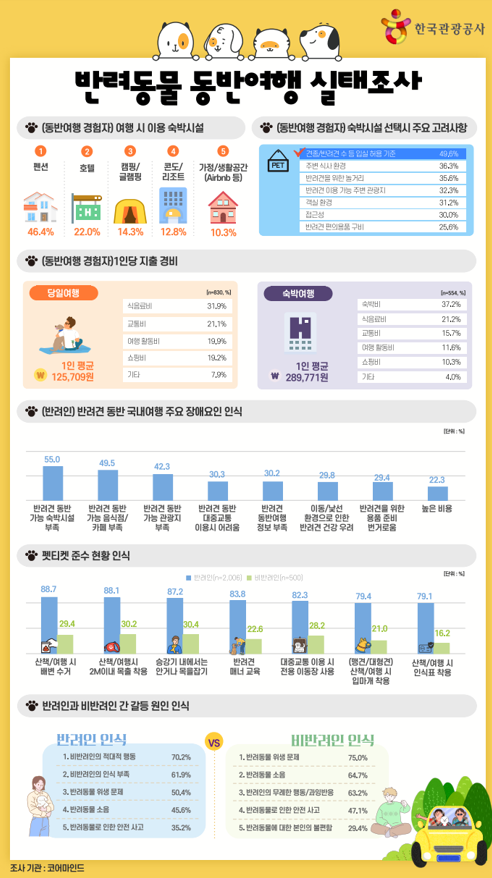 한국관광공사
반려동물 동반여행 실태조사
(동반여행 경험자) 여행 시 이용 숙박시설
1
펜션
46.4%
2
호텔
H
22.0%
3
캠핑/
글램핑
14.3%
4
콘도/
리조트
12.8%
5
가정/생활공간
(Airbnb 등)
10.3%
(동반여행 경험자) 숙박시설 선택시 주요 고려사항
PET
견종/반려견 수 등 입실 허용 기준 49.6%
주변 식사 환경 36.3%
반려견을 위한 놀거리 35.6%
반려견 이용 가능 주변 관광지 32.3%
객실 환경 31.2%
접근성 30.0%
반려견 편의용품 구비 25.6%
(동반여행 경험자)1인당 지출 경비
당일여행
[n=630, %]
1인 평균
₩ 125,709원
식음료비 31.9%
교통비 21.1%
여행 활동비 19.9%
쇼핑비 19.2%
기타 7.9%
숙박여행
[n=554, %]
H
1인 평균
₩ 289,771원
숙박비 37.2%
식음료비 21.2%
교통비 15.7%
여행 활동비 11.6%
쇼핑비 10.3%
기타 4.0%
(반려인) 반려견 동반 국내여행 주요 장애요인 인식
[단위 : %]
55.0 49.5 42.3 30.3 30.2 29.8 29.4 22.3
반려견 동반
가능 숙박시설
부족
반려견 동반
가능 음식점/
카페 부족
반려견 동반
가능 관광지
부족
반려견 동반
대중교통
이용시 어려움
반려견
동반여행
정보 부족
이동/낯선
환경으로 인한
반려견 건강 우려
반려견을 위한
용품 준비
번거로움
높은 비용
펫티켓 준수 현황 인식
반려인(n=2,006) 비반려인(n=500)
[단위 : %]
88.7 29.4
88.1 30.2
87.2 30.4
83.8 22.6
82.3 28.2
79.4 21.0
79.1 16.2
산책/여행 시
배변 수거
산책/여행시
2M이내 목줄 착용
승강기 내에서는
안거나 목줄잡기
반려견
매너 교육
대중교통 이용 시
전용 이동장 사용
(맹견/대형견)
산책/여행 시
입마개 착용
산책/여행 시
인식표 착용
반려인과 비반려인 간 갈등 원인 인식
반려인 인식
1. 비반려인의 적대적 행동 70.2%
2. 비반려인의 인식 부족 61.9%
3. 반려동물 위생 문제 50.4%
4. 반려동물 소음 45.6%
5. 반려동물로 인한 안전 사고 35.2%
VS
비반려인 인식
1. 반려동물 위생 문제 75.0%
2. 반려동물 소음 64.7%
3. 반려인의 무례한 행동/과잉반응 63.2%
4. 반려동물로 인한 안전 사고 47.1%
5. 반려동물에 대한 본인의 불편함 29.4%
조사 기관 : 코어마인드